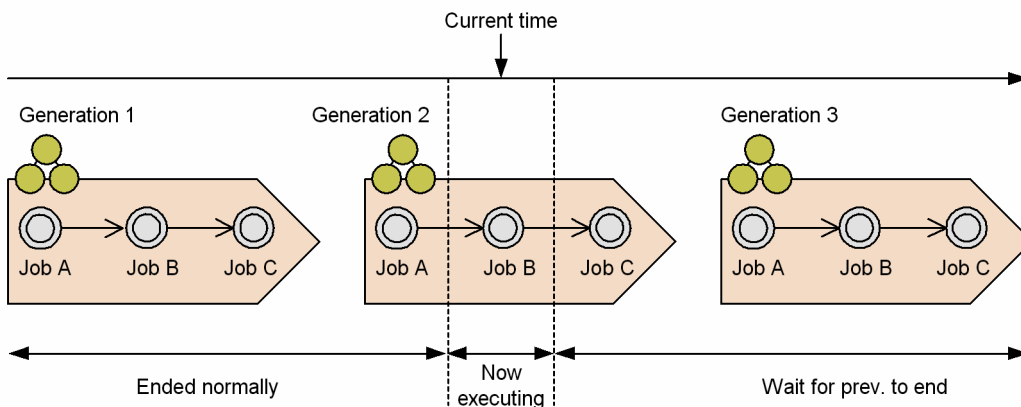 Current time
Generation 1
Generation 2
Generation 3
Job A
Job B
Job C
Job A
Job B
Job C
Job A
Job B
Job C
Ended normally
Now
executing
Wait for prev. to end